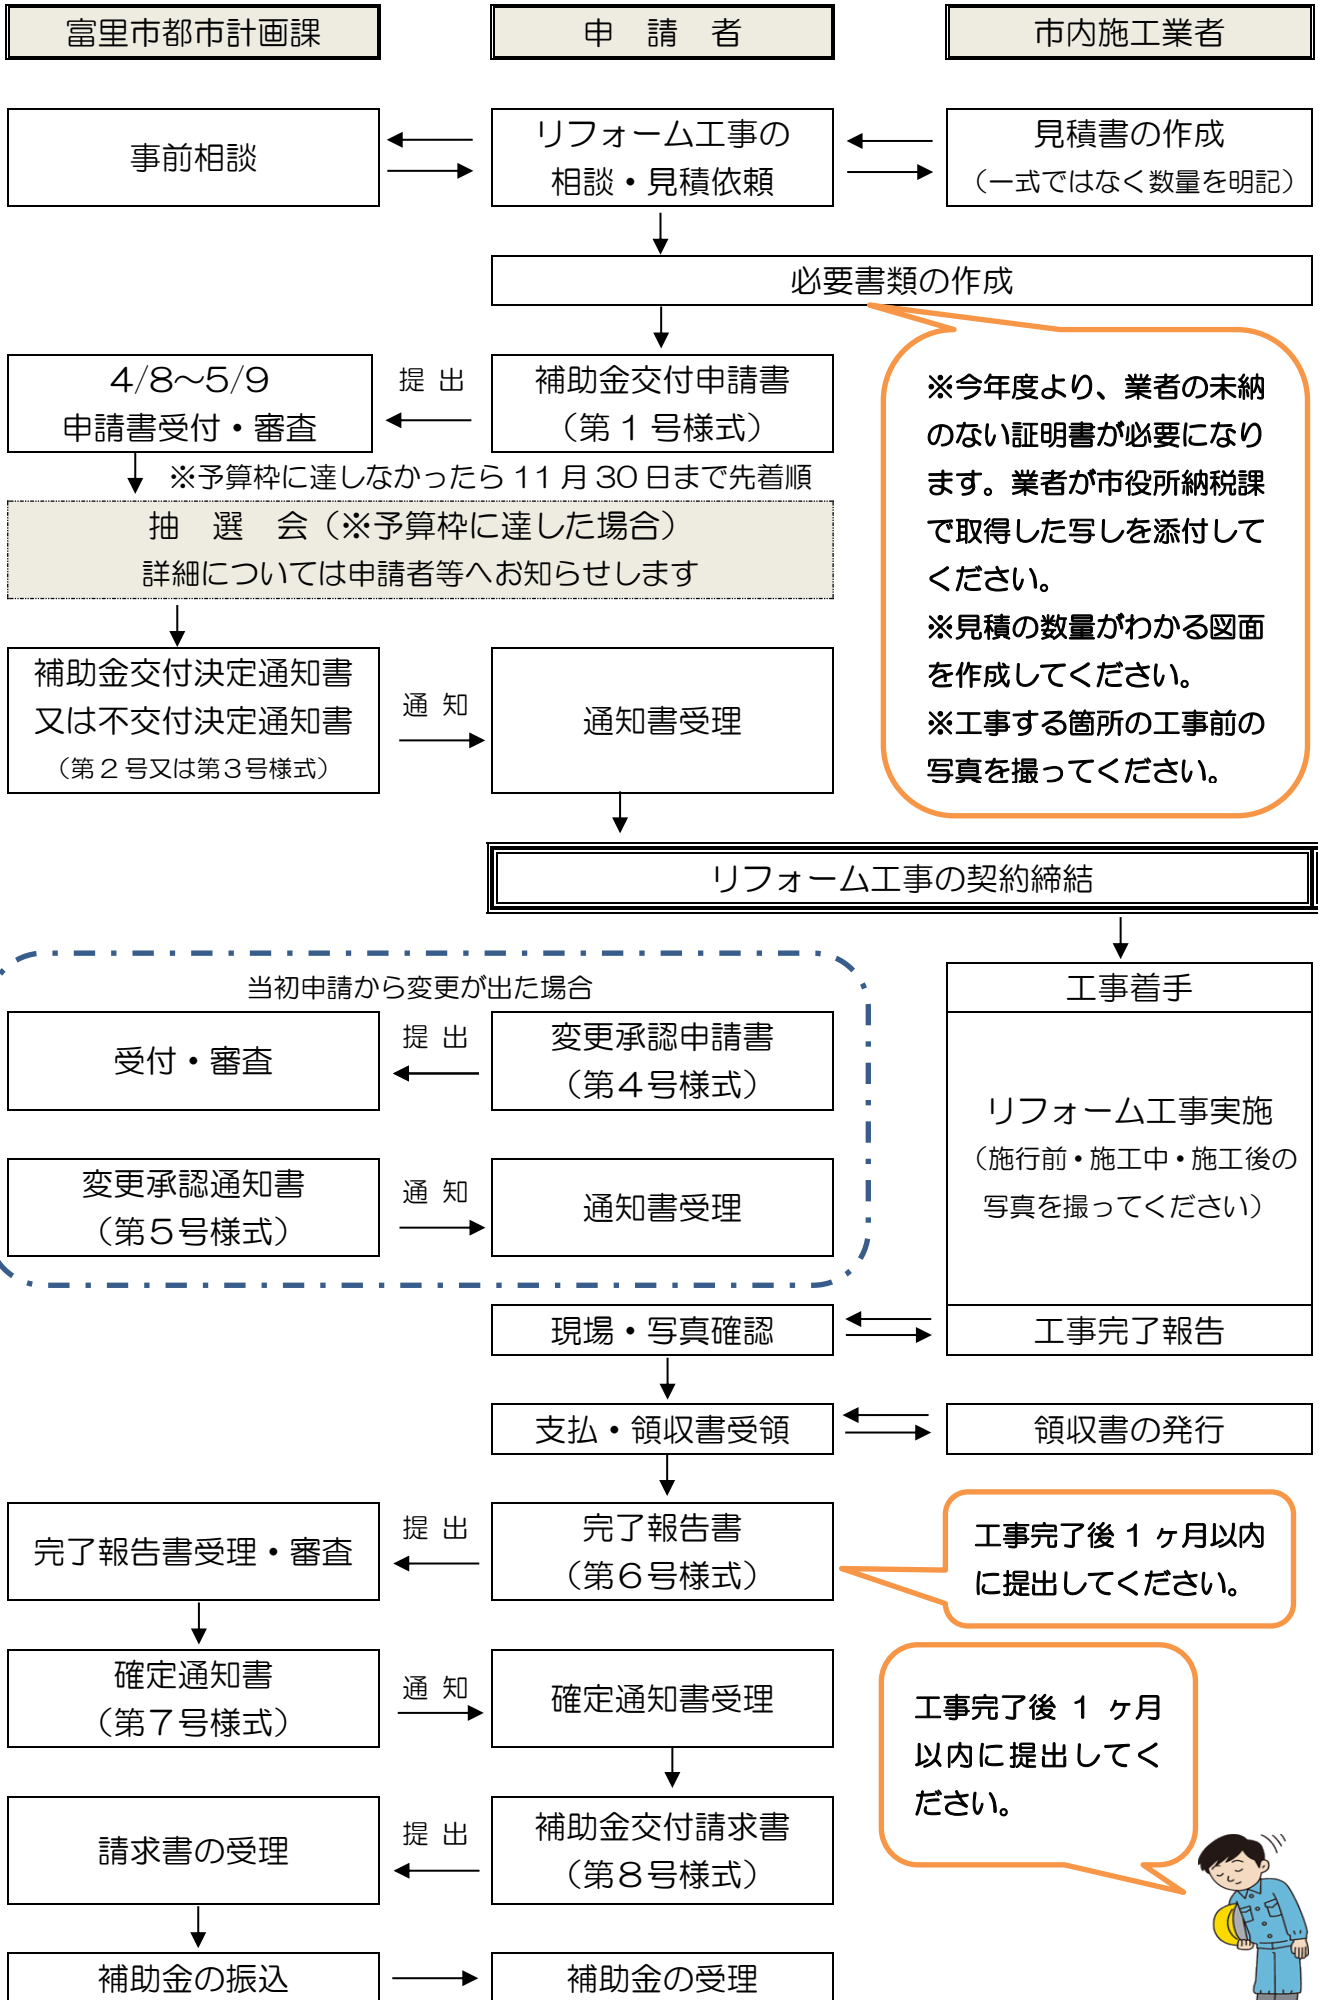 富里市都市計画課
申　請　者
市内施工業者
事前相談
リフォーム工事の
相談・見積依頼
見積書の作成
（一式ではなく数量を明記）
必要書類の作成
4/8～5/9
申請書受付・審査
提 出
補助金交付申請書
（第１号様式）
※予算枠に達しなかったら 11 月 30 日まで先着順
抽　選　会（※予算枠に達した場合）
詳細については申請者等へお知らせします
※今年度より、業者の未納
のない証明書が必要になり
ます。業者が市役所納税課
で取得した写しを添付して
ください。
※見積の数量がわかる図面
を作成してください。
※工事する箇所の工事前の
写真を撮ってください。
補助金交付決定通知書
又は不交付決定通知書
（第２号又は第３号様式）
通 知
通知書受理
リフォーム工事の契約締結
当初申請から変更が出た場合
受付・審査
提 出
変更承認申請書
（第４号様式）
変更承認通知書
（第５号様式）
通 知
通知書受理
工事着手
リフォーム工事実施
（施行前・施工中・施工後の
写真を撮ってください）
工事完了報告
現場・写真確認
支払・領収書受領
領収書の発行
完了報告書受理・審査
提 出
完了報告書
（第６号様式）
工事完了後 1 ヶ月以内
に提出してください。
確定通知書
（第７号様式）
通 知
確定通知書受理
工事完了後 1 ヶ月
以内に提出してく
ださい。
請求書の受理
提 出
補助金交付請求書
（第８号様式）
補助金の振込
補助金の受理